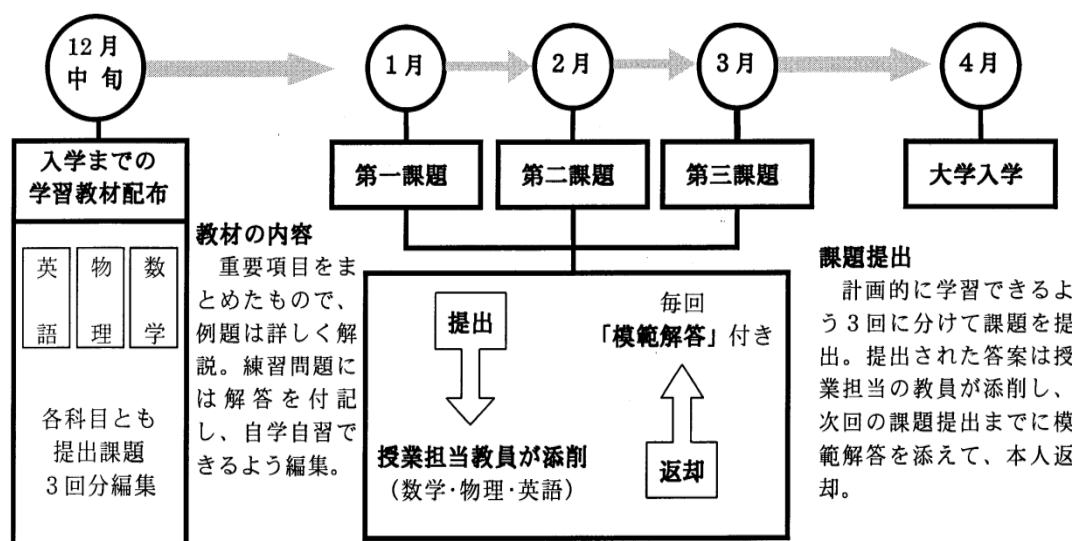 12月
中旬
1月
2月
3月
4月
入学までの
学習教材配布
第一課題
第二課題
第三課題
大学入学
英語
物理
数学
各科目とも
提出課題
3回分編集
教材の内容
重要項目をま
とめたもので、
例題は詳しく解
説。練習問題に
は解答を付記
し、自学自習で
きるよう編集。
提出
授業担当教員が添削
（数学・物理・英語）
毎回
「模範解答」付き
返却
課題提出
計画的に学習できるよ
う3回に分けて課題を提
出。提出された答案は授
業担当の教員が添削し、
次回の課題提出までに模
範解答を添えて、本人返
却。